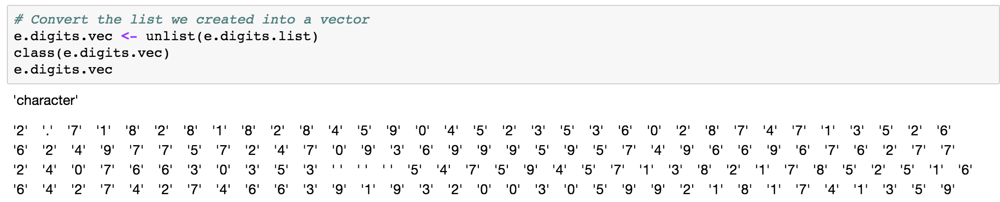 # Convert the list we created into a vector
e.digits.vec <- unlist(e.digits.list)
class(e.digits.vec)
e.digits.vec
'character'
'2' '.' '7' '1' '8' '2' '8' '1' '8' '2' '8' '4' '5' '9' '0' '4' '5' '2' '3' '5' '3' '6' '0' '2' '8' '7' '4' '7' '1' '3' '5' '2' '6'
'6' '2' '4' '9' '7' '7' '5' '7' '2' '4' '7' '0' '9' '3' '6' '9' '9' '9' '5' '9' '5' '7' '4' '9' '6' '6' '9' '6' '7' '6' '2' '7' '7'
'2' '4' '0' '7' '6' '6' '3' '0' '3' '5' '3' ' ' ' ' ' ' '5' '4' '7' '5' '9' '4' '5' '7' '1' '3' '8' '2' '1' '7' '8' '5' '2' '5' '1' '6'
'6' '4' '2' '7' '4' '2' '7' '4' '6' '6' '3' '9' '1' '9' '3' '2' '0' '0' '3' '0' '5' '9' '9' '2' '1' '8' '1' '7' '4' '1' '3' '5' '9'